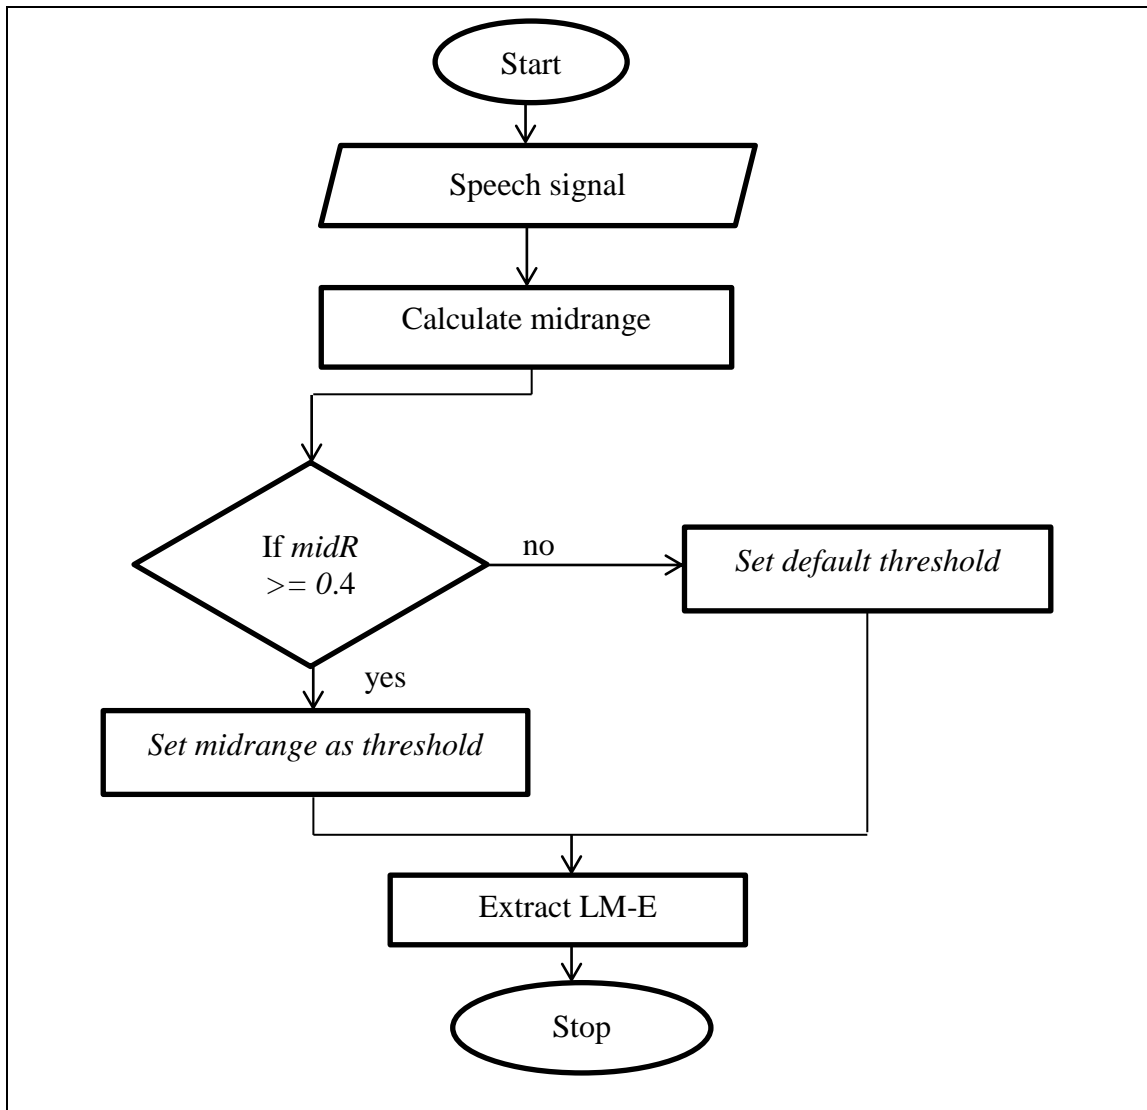 Start
Speech signal
Calculate midrange
If midR
>= 0.4
no
Set default threshold
yes
Set midrange as threshold
Extract LM-E
Stop